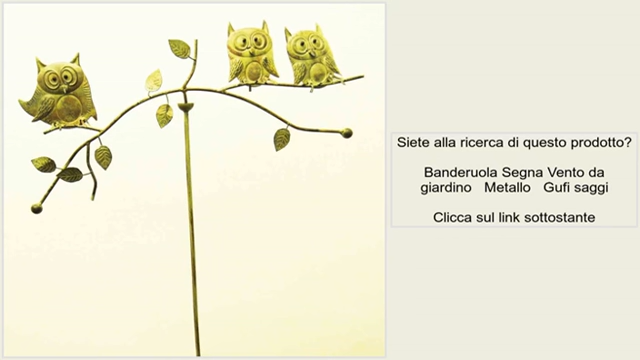 Siete alla ricerca di questo prodotto?
Banderuola Segna Vento da
giardino Metallo Gufi saggi
Clicca sul link sottostante